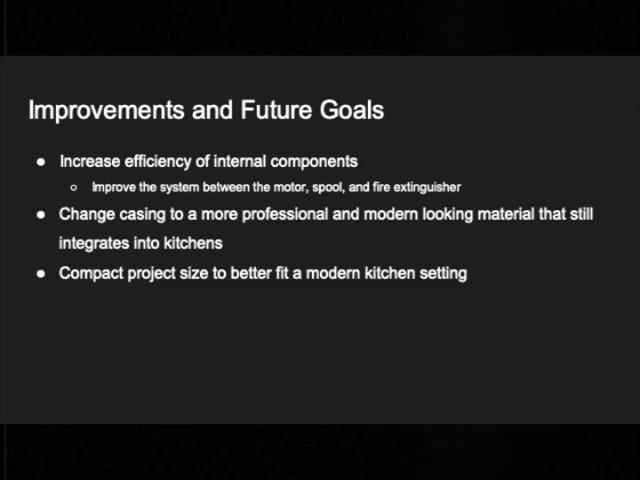 Improvements and Future Goals
● Increase efficiency of internal components
○ Improve the system between the motor, spool, and fire extinguisher
● Change casing to a more professional and modern looking material that still
integrates into kitchens
● Compact project size to better fit a modern kitchen setting